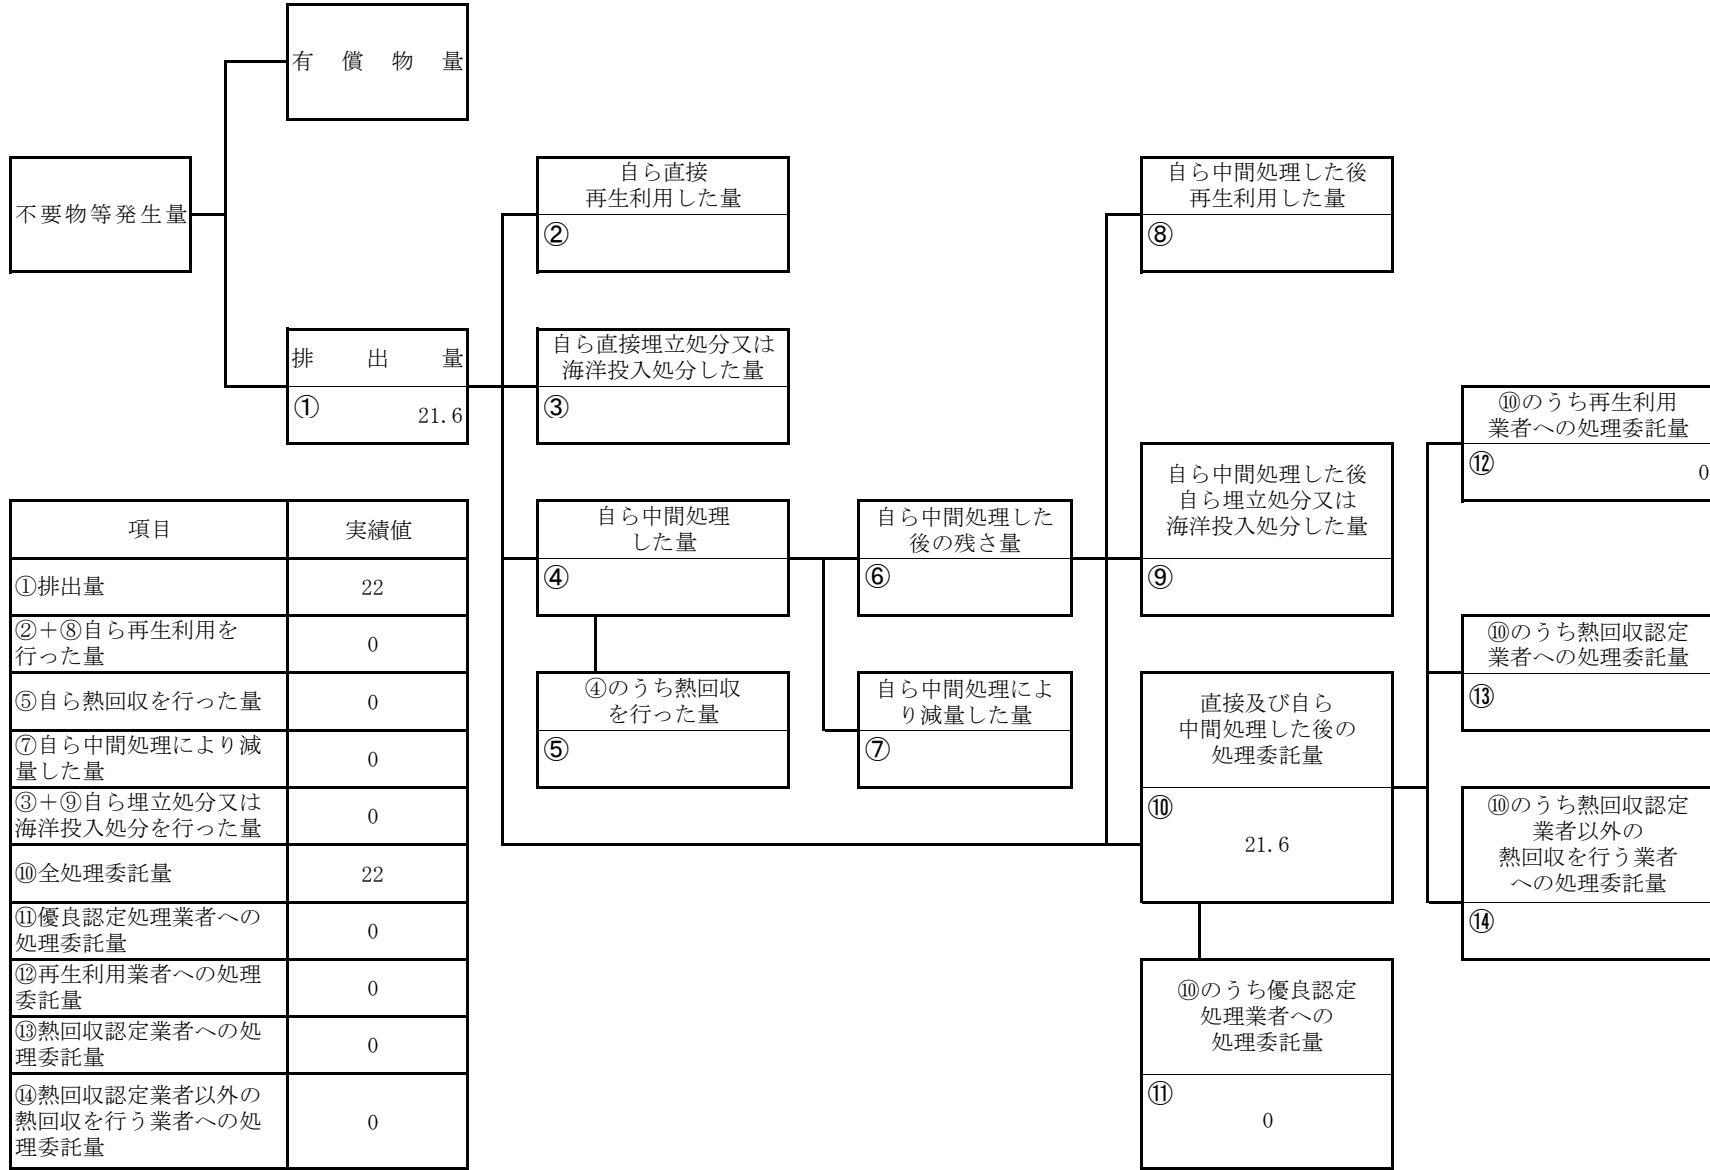 有償物量
不要物等発生量
排出量
①
21.6
自ら直接
再生利用した量
②
自ら直接埋立処分又は
海洋投入処分した量
③
自ら中間処理
した量
④
④のうち熱回収
を行った量
⑤
自ら中間処理した
後の残さ量
⑥
自ら中間処理によ
り減量した量
⑦
自ら中間処理した後
再生利用した量
⑧
自ら中間処理した後
自ら埋立処分又は
海洋投入処分した量
⑨
直接及び自ら
中間処理した後の
処理委託量
⑩
21.6
⑩のうち優良認定
処理業者への
処理委託量
⑪
0
⑩のうち再生利用
業者への処理委託量
⑫
0
⑩のうち熱回収認定
業者への処理委託量
⑬
⑩のうち熱回収認定
業者以外の
熱回収を行う業者
への処理委託量
⑭
項目 実績値
①排出量 22
②＋⑧自ら再生利用を
行った量 0
⑤自ら熱回収を行った量 0
⑦自ら中間処理により減
量した量 0
③＋⑨自ら埋立処分又は
海洋投入処分を行った量 0
⑩全処理委託量 22
⑪優良認定処理業者への
処理委託量 0
⑫再生利用業者への処理
委託量 0
⑬熱回収認定業者への処
理委託量 0
⑭熱回収認定業者以外の
熱回収を行う業者への処
理委託量 0